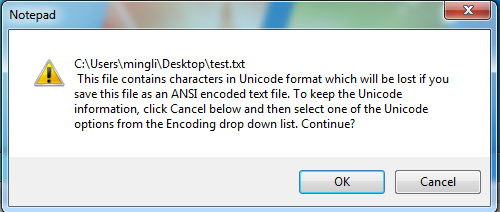 Notepad
C:\Users\mingli\Desktop\test.txt
This file contains characters in Unicode format which will be lost if you
save this file as an ANSI encoded text file. To keep the Unicode
information, click Cancel below and then select one of the Unicode
options from the Encoding drop down list. Continue?
OK
Cancel